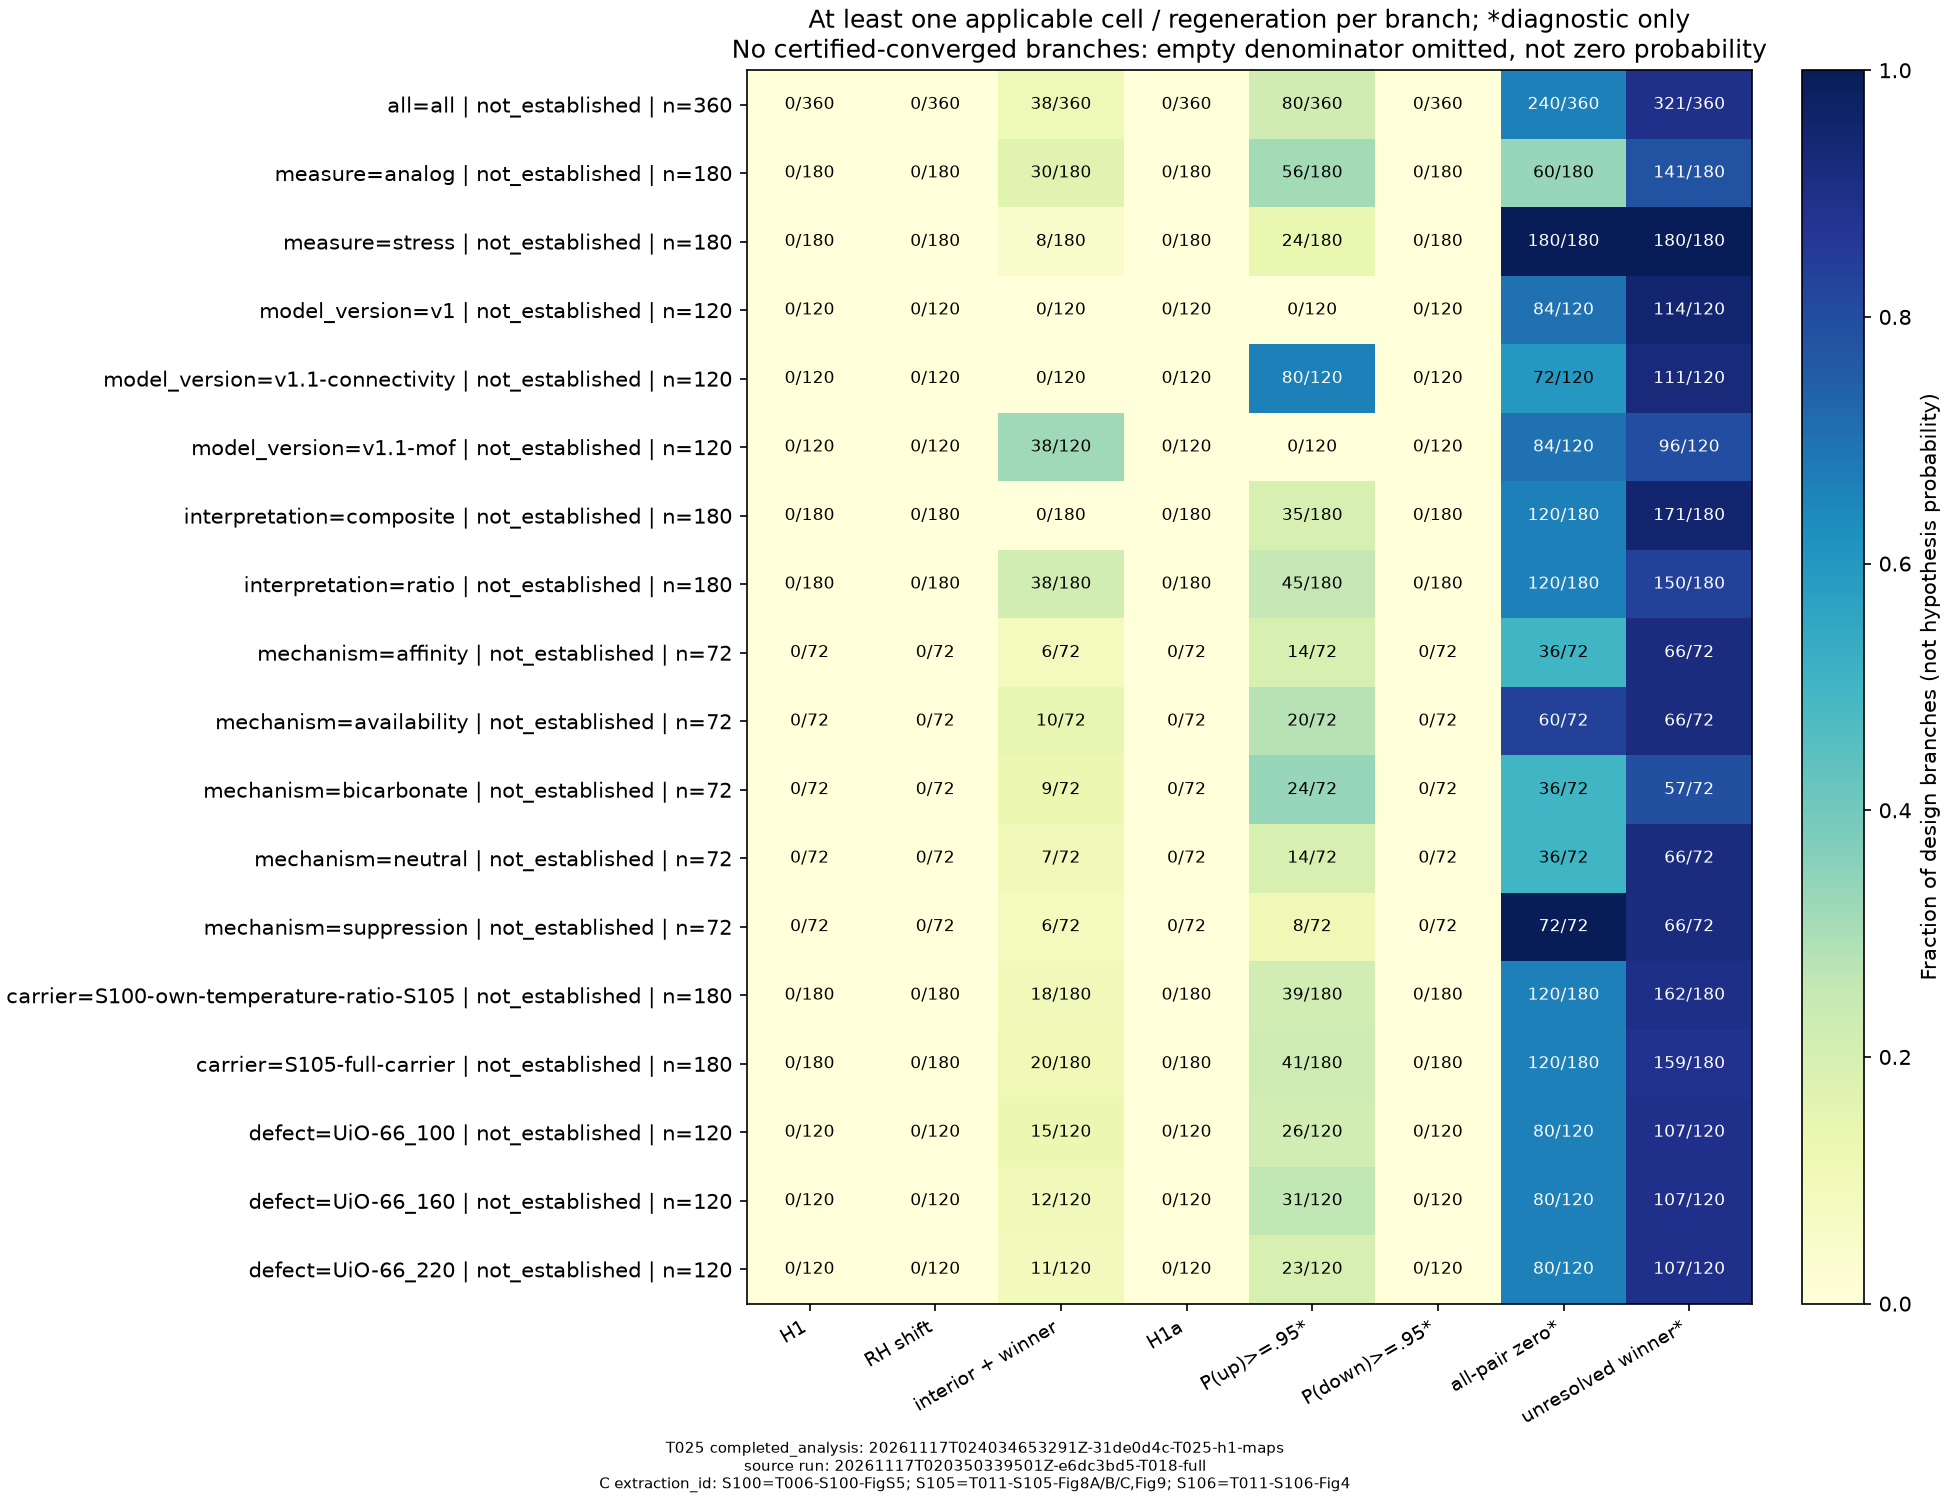 At least one applicable cell / regeneration per branch; *diagnostic only
No certified-converged branches: empty denominator omitted, not zero probability
all=all | not_established | n=360 0/360 0/360 38/360 0/360 80/360 0/360 240/360 321/360
measure=analog | not_established | n=180 0/180 0/180 30/180 0/180 56/180 0/180 60/180 141/180
measure=stress | not_established | n=180 0/180 0/180 8/180 0/180 24/180 0/180 180/180 180/180
model_version=v1 | not_established | n=120 0/120 0/120 0/120 0/120 0/120 0/120 84/120 114/120
model_version=v1.1-connectivity | not_established | n=120 0/120 0/120 0/120 0/120 80/120 0/120 72/120 111/120
model_version=v1.1-mof | not_established | n=120 0/120 0/120 38/120 0/120 0/120 0/120 84/120 96/120
interpretation=composite | not_established | n=180 0/180 0/180 0/180 0/180 35/180 0/180 120/180 171/180
interpretation=ratio | not_established | n=180 0/180 0/180 38/180 0/180 45/180 0/180 120/180 150/180
mechanism=affinity | not_established | n=72 0/72 0/72 6/72 0/72 14/72 0/72 36/72 66/72
mechanism=availability | not_established | n=72 0/72 0/72 10/72 0/72 20/72 0/72 60/72 66/72
mechanism=bicarbonate | not_established | n=72 0/72 0/72 9/72 0/72 24/72 0/72 36/72 57/72
mechanism=neutral | not_established | n=72 0/72 0/72 7/72 0/72 14/72 0/72 36/72 66/72
mechanism=suppression | not_established | n=72 0/72 0/72 6/72 0/72 8/72 0/72 72/72 66/72
carrier=S100-own-temperature-ratio-S105 | not_established | n=180 0/180 0/180 18/180 0/180 39/180 0/180 120/180 162/180
carrier=S105-full-carrier | not_established | n=180 0/180 0/180 20/180 0/180 41/180 0/180 120/180 159/180
defect=UiO-66_100 | not_established | n=120 0/120 0/120 15/120 0/120 26/120 0/120 80/120 107/120
defect=UiO-66_160 | not_established | n=120 0/120 0/120 12/120 0/120 31/120 0/120 80/120 107/120
defect=UiO-66_220 | not_established | n=120 0/120 0/120 11/120 0/120 23/120 0/120 80/120 107/120
H1
RH shift
interior + winner
H1a
P(up)>=.95*
P(down)>=.95*
all-pair zero*
unresolved winner*
1.0
0.8
0.6
0.4
0.2
0.0
Fraction of design branches (not hypothesis probability)
T025 completed_analysis: 20261117T024034653291Z-31de0d4c-T025-h1-maps
source run: 20261117T020350339501Z-e6dc3bd5-T018-full
C extraction_id: S100=T006-S100-FigS5; S105=T011-S105-Fig8A/B/C,Fig9; S106=T011-S106-Fig4